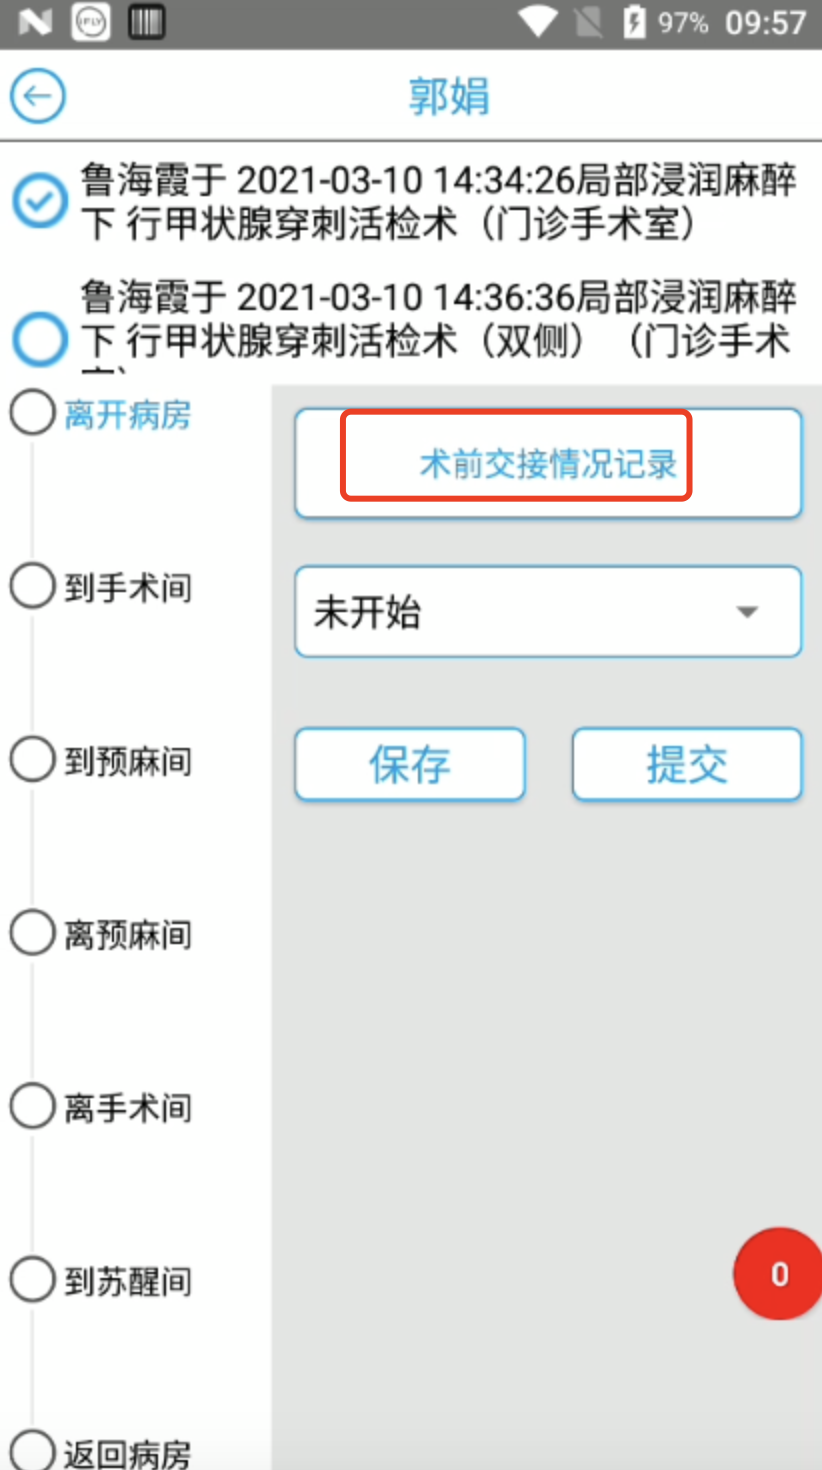 97% 09:57
郭娟
鲁海霞于 2021-03-10 14:34:26局部浸润麻醉
下 行甲状腺穿刺活检术（门诊手术室）
鲁海霞于 2021-03-10 14:36:36局部浸润麻醉
下 行甲状腺穿刺活检术（双侧）（门诊手术
离开病房
术前交接情况记录
到手术间
未开始
到预麻间
保存
提交
离预麻间
离手术间
到苏醒间
0
返回病房